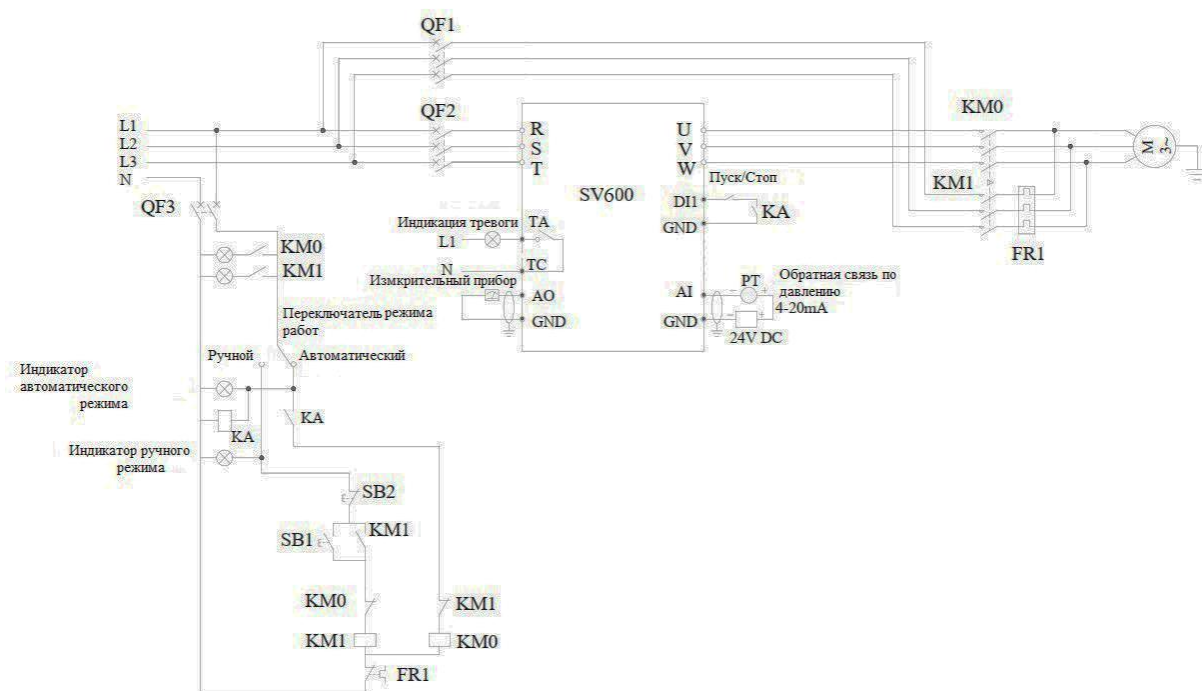 QF1
QF2
KM0
L1
L2
L3
N
R
S
T
U
V
W
M
3~
SV600
KM1
Пуск/Стоп
DI1
KA
GND
FR1
QF3
KM0
KM1
Индикация тревоги
TA
L1
N
TC
Измкрительный прибор
AO
GND
AI
GND
PT
Обратная связь по
давлению
4-20mA
24V DC
Переключатель режима
работ
Ручной
Автоматический
Индикатор
автоматического
режима
KA
KA
Индикатор ручного
режима
SB2
SB1
KM1
KM0
KM1
KM1
KM0
FR1